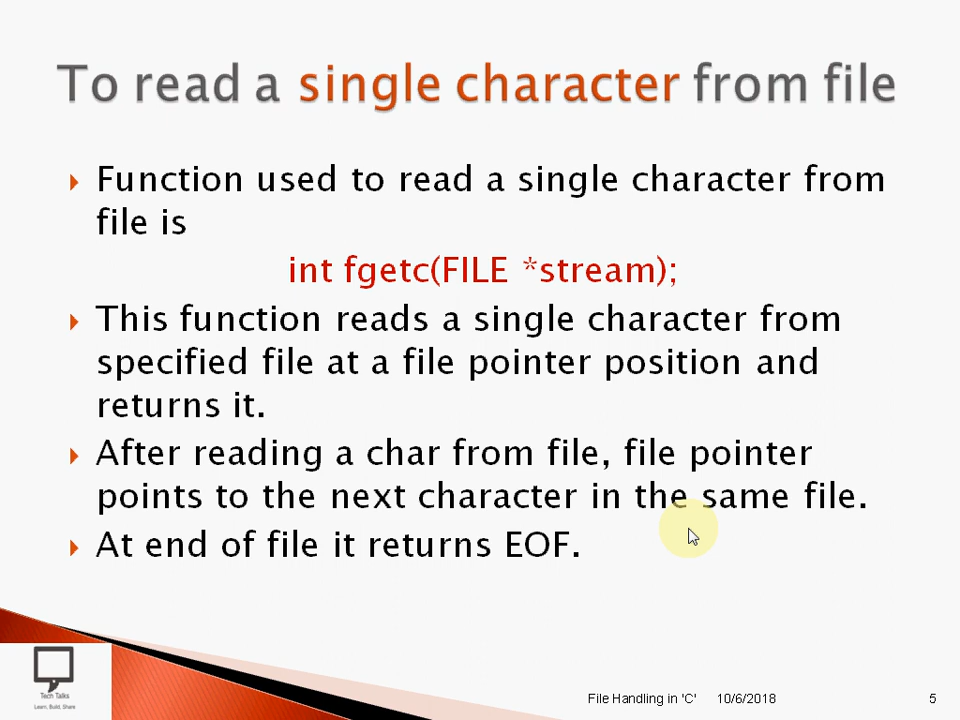 To read a single character from file
Function used to read a single character from
file is
int fgetc(FILE *stream);
This function reads a single character from
specified file at a file pointer position and
returns it.
After reading a char from file, file pointer
points to the next character in the same file.
At end of file it returns EOF.
Tech Talks
Learn, Build, Share
File Handling in 'C' 10/6/2018 5